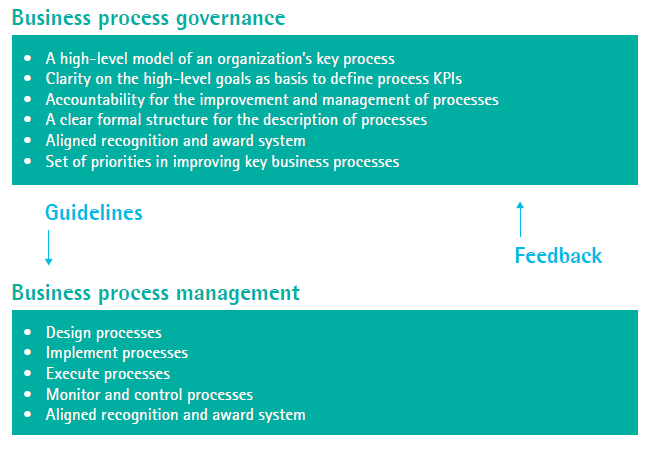 Business process governance
• A high-level model of an organization's key process
• Clarity on the high-level goals as basis to define process KPIs
• Accountability for the improvement and management of processes
• A clear formal structure for the description of processes
• Aligned recognition and award system
• Set of priorities in improving key business processes
Guidelines
Feedback
Business process management
• Design processes
• Implement processes
• Execute processes
• Monitor and control processes
• Aligned recognition and award system